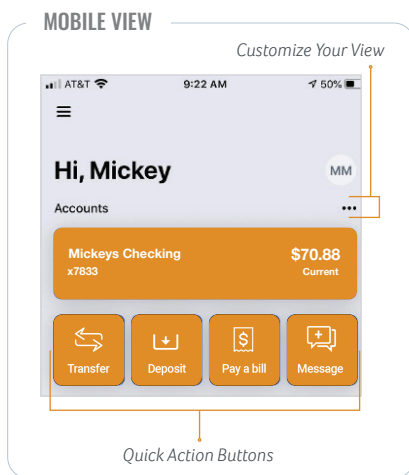 MOBILE VIEW
Customize Your View
AT&T 9:22 AM 50%
Hi, Mickey MM
Accounts
Mickeys Checking $70.88
x7833 Current
Transfer Deposit Pay a bill Message
Quick Action Buttons